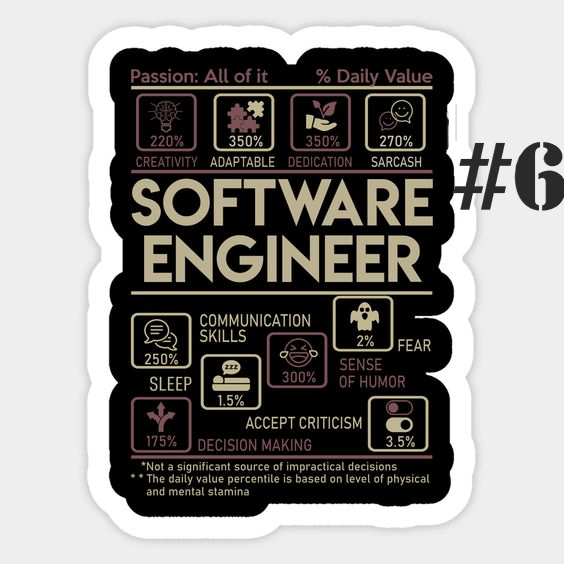 Passion: All of it % Daily Value
220% 350% 350% 270%
CREATIVITY ADAPTABLE DEDICATION SARCASH
#6
SOFTWARE
ENGINEER
COMMUNICATION
SKILLS
250%
2%
FEAR
SLEEP
zzz
1.5%
300%
SENSE
OF HUMOR
175%
DECISION MAKING
ACCEPT CRITICISM
3.5%
*Not a significant source of impractical decisions
* * The daily value percentile is based on level of physical
and mental stamina